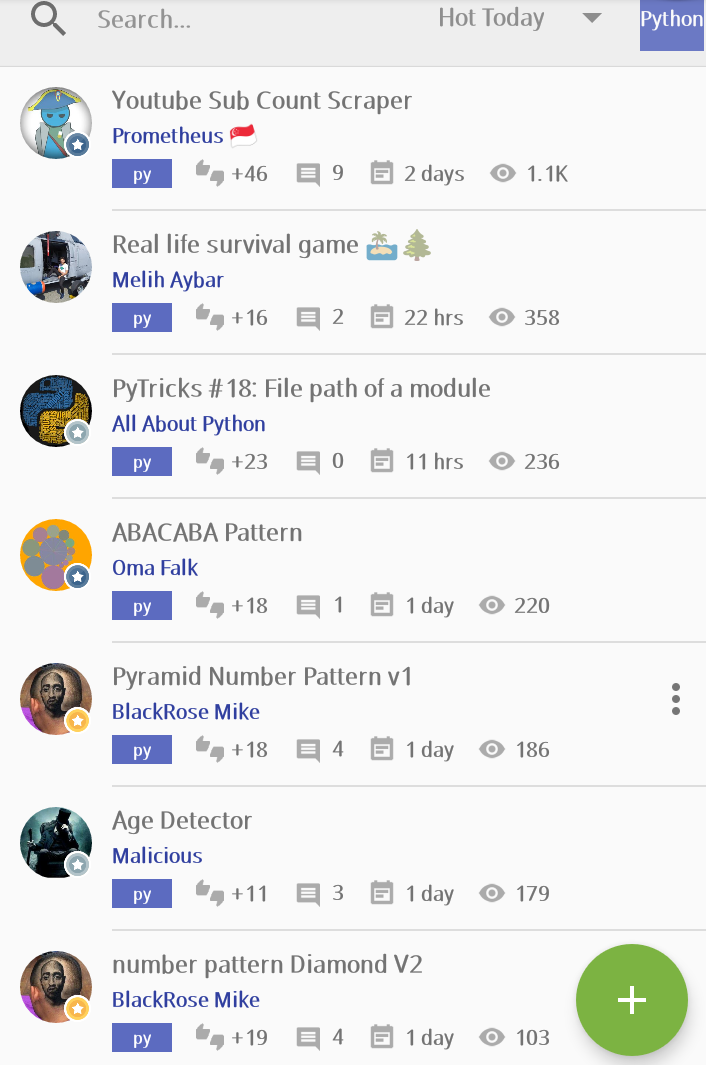 Search...
Hot Today
Python
Youtube Sub Count Scraper
Prometheus 🇸🇬
py +46 9 2 days 1.1K
Real life survival game 🏝🌲
Melih Aybar
py +16 2 22 hrs 358
PyTricks #18: File path of a module
All About Python
py +23 0 11 hrs 236
ABACABA Pattern
Oma Falk
py +18 1 1 day 220
Pyramid Number Pattern v1
BlackRose Mike
py +18 4 1 day 186
Age Detector
Malicious
py +11 3 1 day 179
number pattern Diamond V2
BlackRose Mike
py +19 4 1 day 103